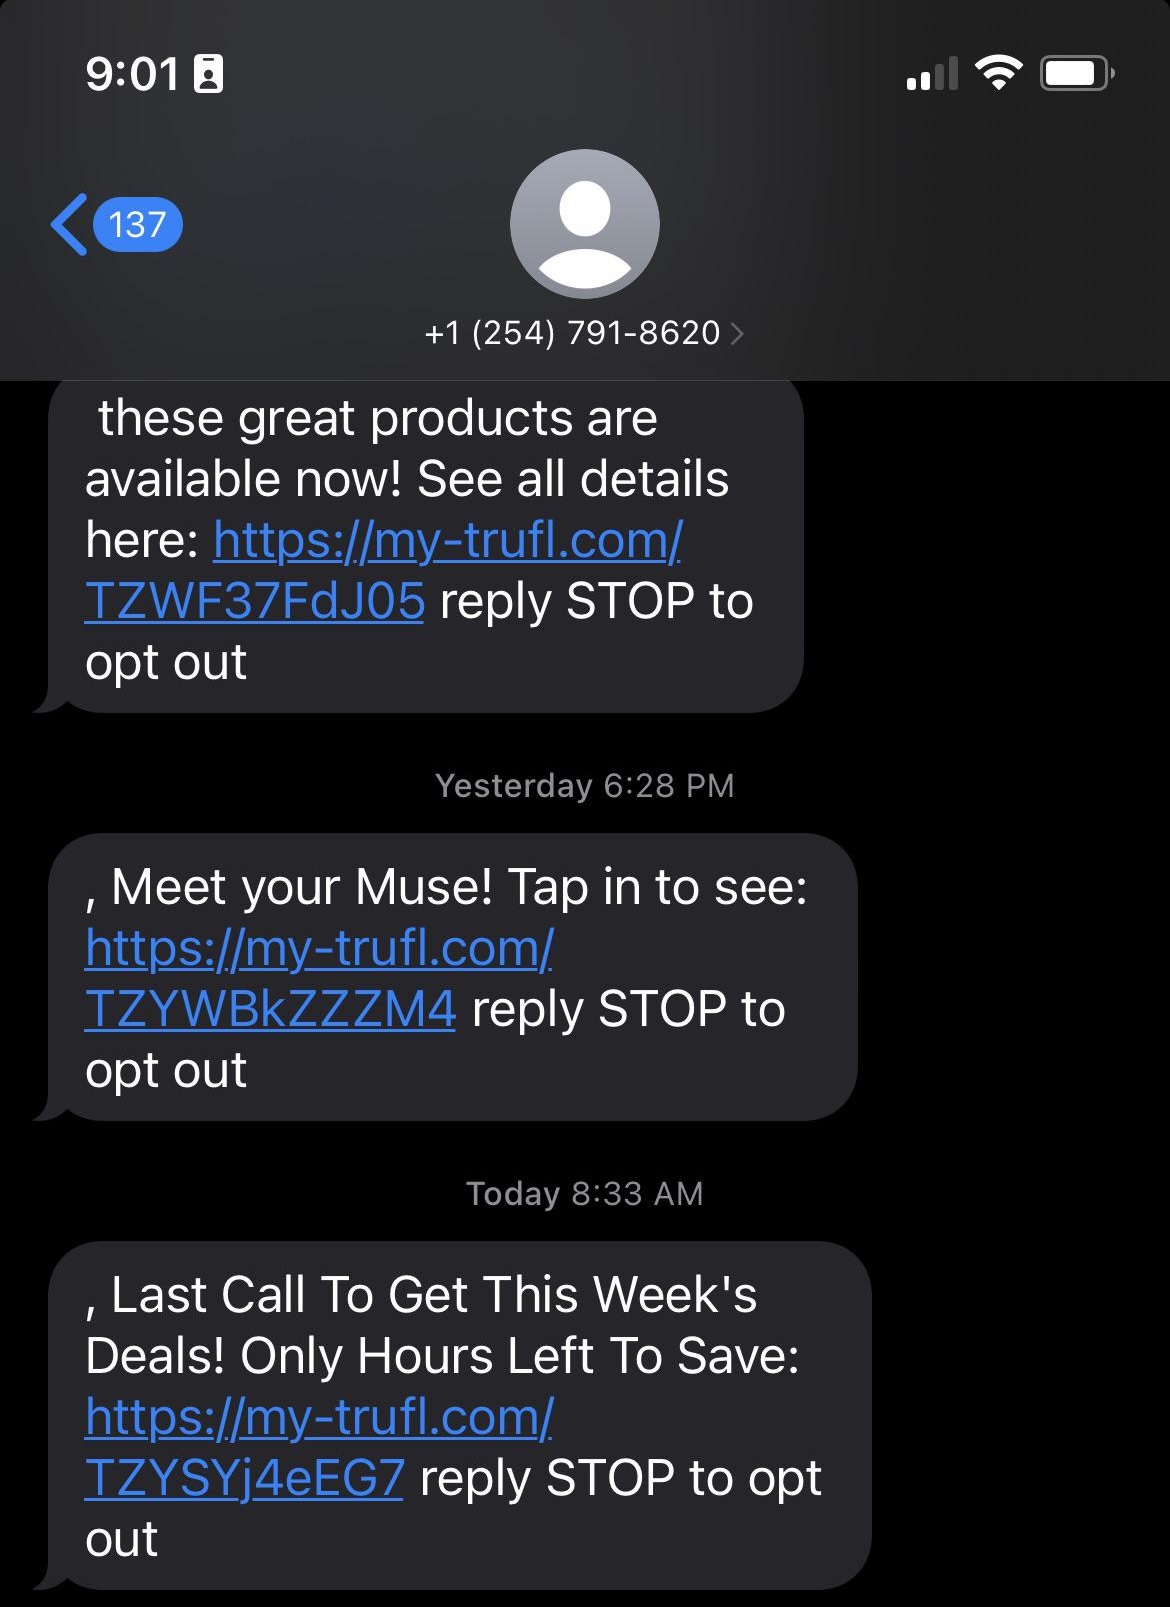 9:01
137
+1 (254) 791-8620
these great products are
available now! See all details
here: https://my-trufl.com/
TZWF37FdJ05 reply STOP to
opt out
Yesterday 6:28 PM
, Meet your Muse! Tap in to see:
https://my-trufl.com/
TZYWBkZZZM4 reply STOP to
opt out
Today 8:33 AM
, Last Call To Get This Week's
Deals! Only Hours Left To Save:
https://my-trufl.com/
TZYSYj4eEG7 reply STOP to opt
out